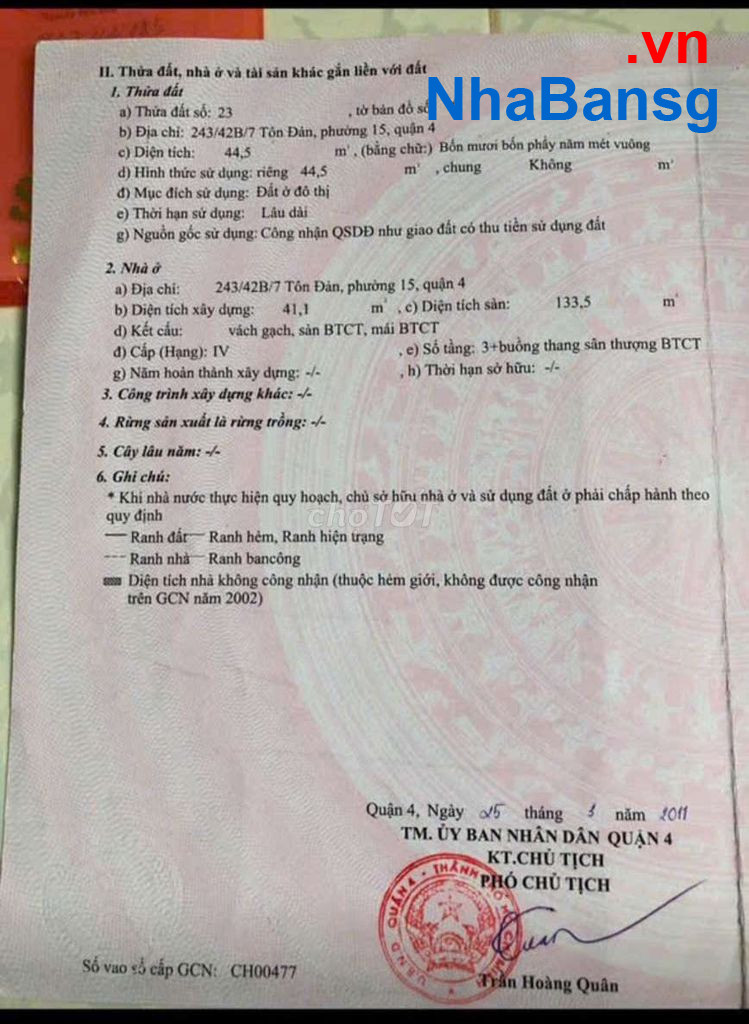 .vn
NhaBansg
II. Thửa đất, nhà ở và tài sản khác gắn liền với đất
1. Thửa đất
a) Thửa đất số: 23 , tờ bản đồ số
b) Địa chỉ: 243/42B/7 Tôn Đản, phường 15, quận 4
c) Diện tích: 44,5 m², (bằng chữ:) Bốn mươi bốn phẩy năm mét vuông
d) Hình thức sử dụng: riêng 44,5 m², chung Không m²
đ) Mục đích sử dụng: Đất ở đô thị
e) Thời hạn sử dụng: Lâu dài
g) Nguồn gốc sử dụng: Công nhận QSDĐ như giao đất có thu tiền sử dụng đất
2. Nhà ở
a) Địa chỉ: 243/42B/7 Tôn Đản, phường 15, quận 4
b) Diện tích xây dựng: 41,1 m², c) Diện tích sàn: 133,5 m²
d) Kết cấu: vách gạch, sàn BTCT, mái BTCT
đ) Cấp (Hạng): IV , e) Số tầng: 3+buồng thang sân thượng BTCT
g) Năm hoàn thành xây dựng: -/- , h) Thời hạn sở hữu: -/-
3. Công trình xây dựng khác: -/-
4. Rừng sản xuất là rừng trồng: -/-
5. Cây lâu năm: -/-
6. Ghi chú:
* Khi nhà nước thực hiện quy hoạch, chủ sở hữu nhà ở và sử dụng đất ở phải chấp hành theo
quy định
choTOT
Ranh đất Ranh hẻm, Ranh hiện trạng
Ranh nhà Ranh bancông
Diện tích nhà không công nhận (thuộc hẻm giới, không được công nhận
trên GCN năm 2002)
Quận 4, Ngày 25 tháng 3 năm 2011
TM. ỦY BAN NHÂN DÂN QUẬN 4
KT.CHỦ TỊCH
PHÓ CHỦ TỊCH
U.B.N.D QUẬN 4 - THÀNH PHỐ
Trần Hoàng Quân
Số vào sổ cấp GCN: CH00477